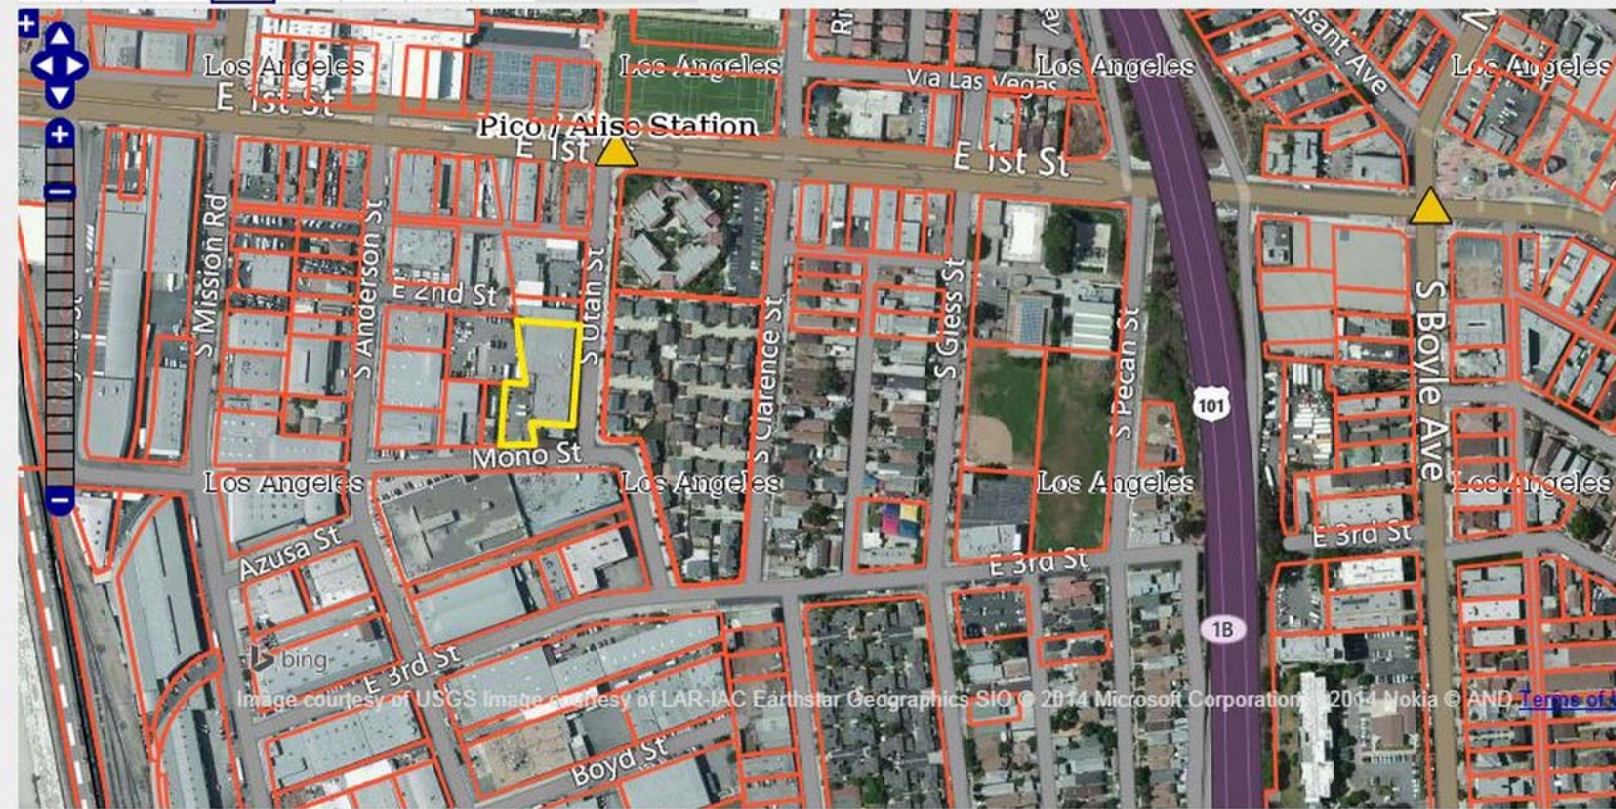 Los Angeles
Los Angeles
Los Angeles
Los Angeles
Via Las Vegas
E 1st St
Pico / Aliso Station
E 1st
E 1st St
S Mission Rd
S Anderson St
E 2nd St
S Utah St
S Clarence St
S Gless St
S Pecan St
101
S Boyle Ave
Mono St
Los Angeles
Los Angeles
Los Angeles
Los Angeles
Azusa St
E 3rd St
E 3rd St
1B
bing
E 3rd St
Image courtesy of USGS Image courtesy of LAR-IAC Earthstar Geographics SIO © 2014 Microsoft Corporation © 2014 Nokia © AND Terms of
Boyd St